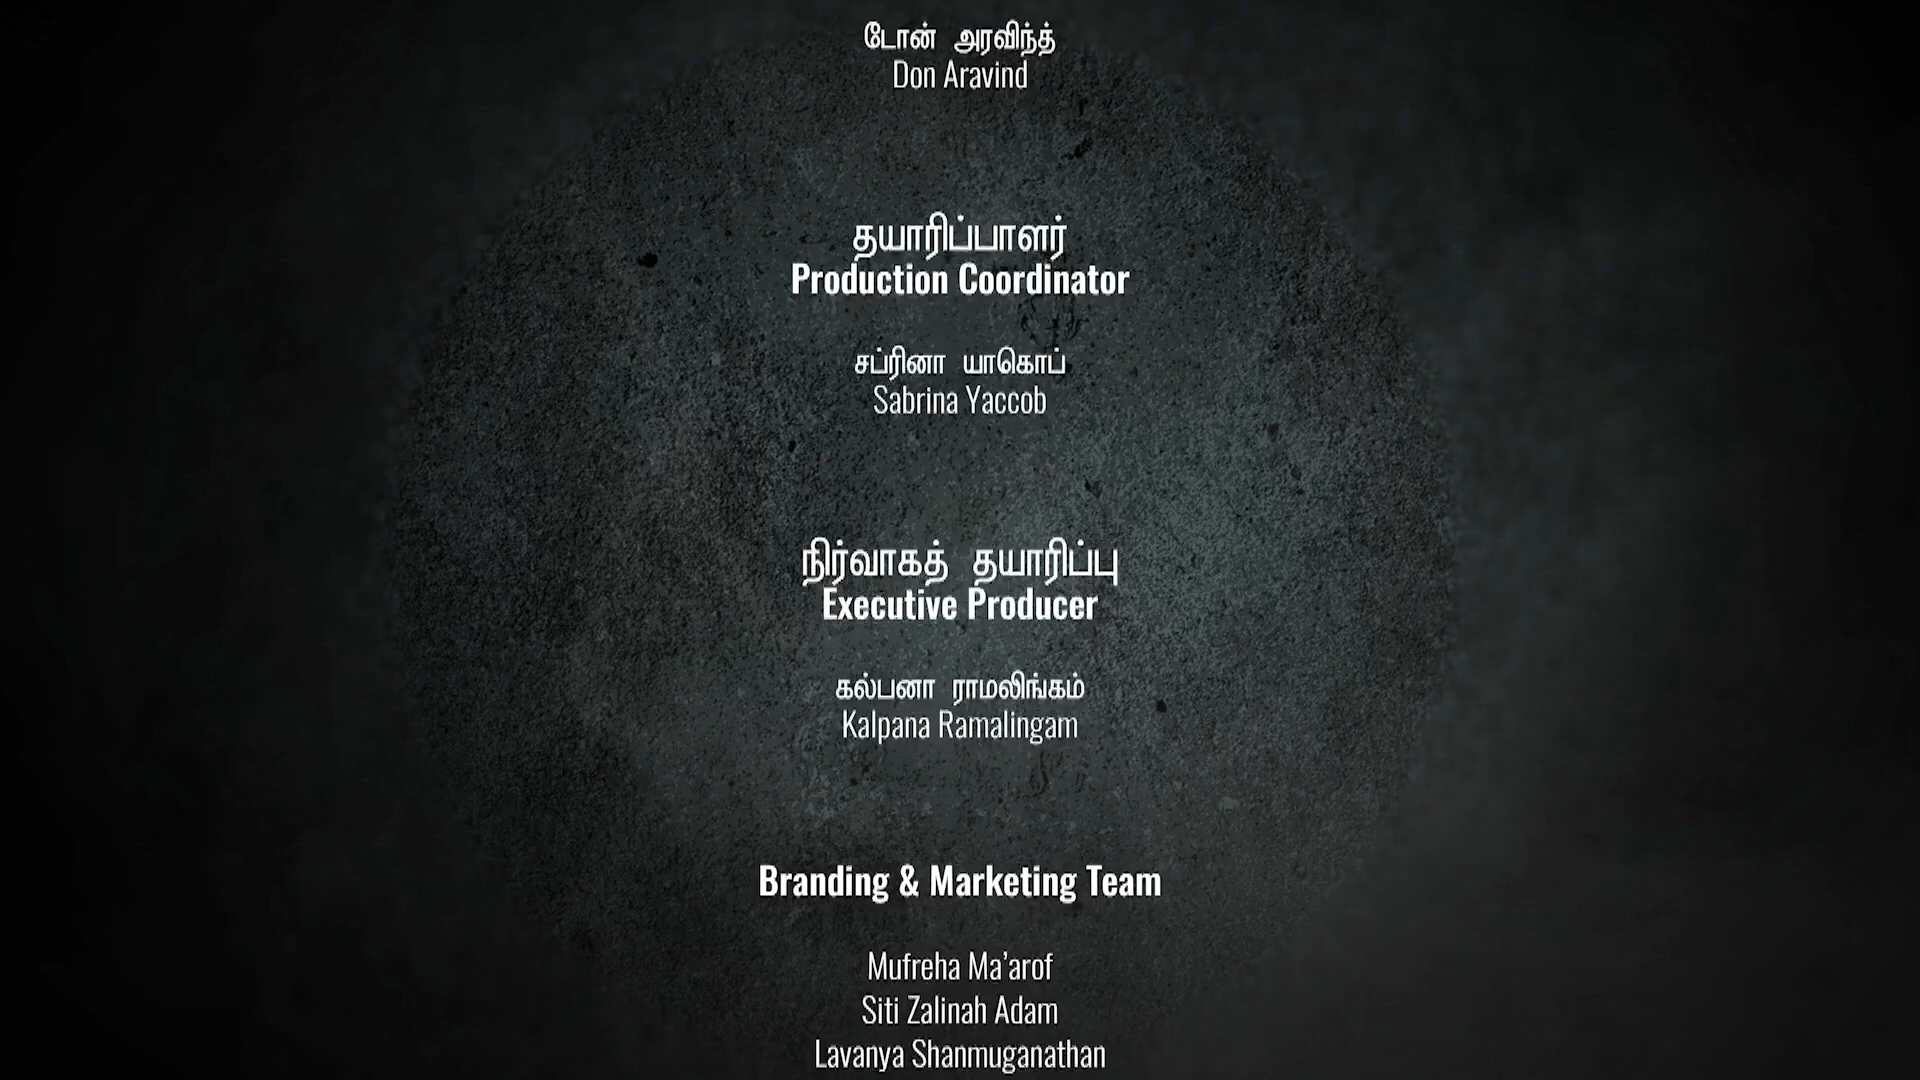 டோன் அரவிந்த்
Don Aravind
தயாரிப்பாளர்
Production Coordinator
சப்ரினா யாகொப்
Sabrina Yaccob
நிர்வாகத் தயாரிப்பு
Executive Producer
கல்பனா ராமலிங்கம்
Kalpana Ramalingam
Branding & Marketing Team
Mufreha Ma’arof
Siti Zalinah Adam
Lavanya Shanmuganathan